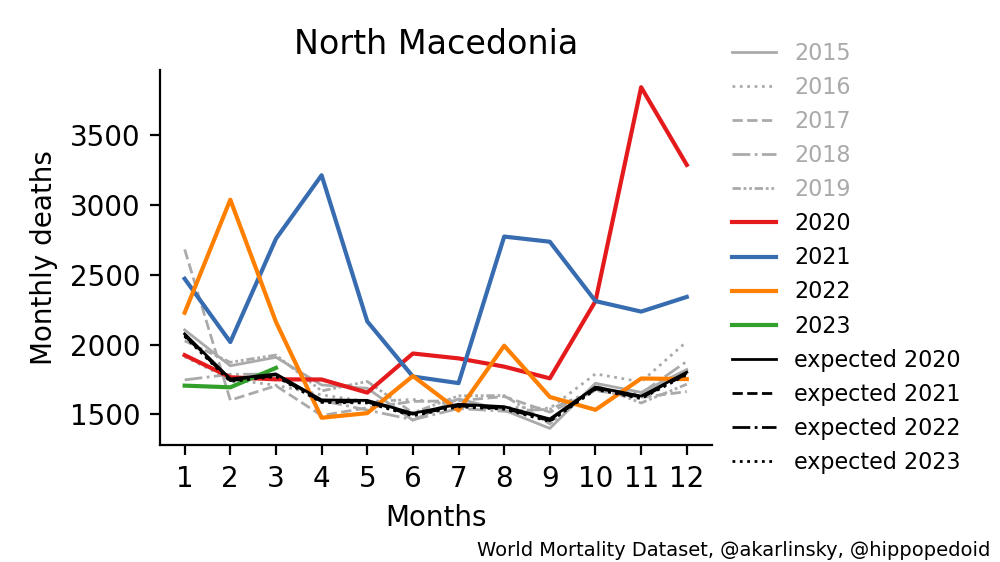 North Macedonia
Monthly deaths
3500
3000
2500
2000
1500
1 2 3 4 5 6 7 8 9 10 11 12
Months
2015
2016
2017
2018
2019
2020
2021
2022
2023
expected 2020
expected 2021
expected 2022
expected 2023
World Mortality Dataset, @akarlinsky, @hippopedoid